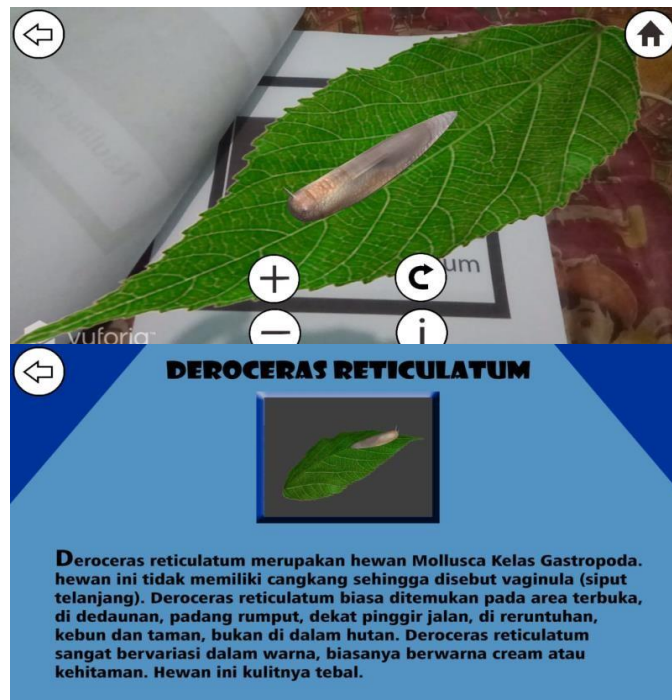 um
vuforia™
DEROCERAS RETICULATUM
Deroceras reticulatum merupakan hewan Mollusca Kelas Gastropoda.
hewan ini tidak memiliki cangkang sehingga disebut vaginula (siput
telanjang). Deroceras reticulatum biasa ditemukan pada area terbuka,
di dedaunan, padang rumput, dekat pinggir jalan, di reruntuhan,
kebun dan taman, bukan di dalam hutan. Deroceras reticulatum
sangat bervariasi dalam warna, biasanya berwarna cream atau
kehitaman. Hewan ini kulitnya tebal.